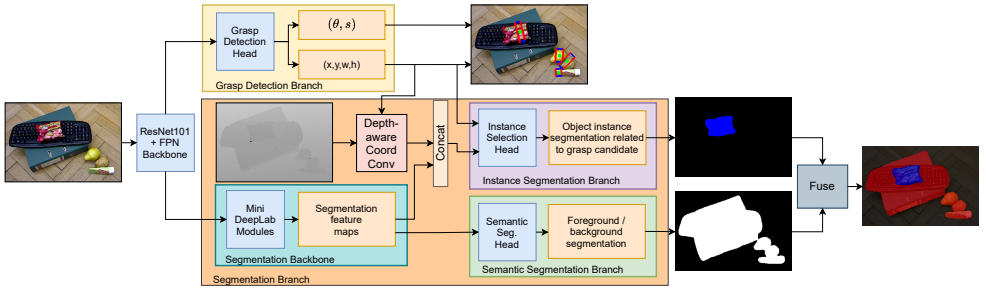 Grasp
Detection
Head
(θ, s)
(x,y,w,h)
Grasp Detection Branch
ResNet101
+ FPN
Backbone
Depth-
aware
Coord
Conv
Concat
Instance
Selection
Head
Object instance
segmentation related
to grasp candidate
Instance Segmentation Branch
Mini
DeepLab
Modules
Segmentation
feature
maps
Segmentation Backbone
Semantic
Seg.
Head
Foreground /
background
segmentation
Semantic Segmentation Branch
Segmentation Branch
Fuse